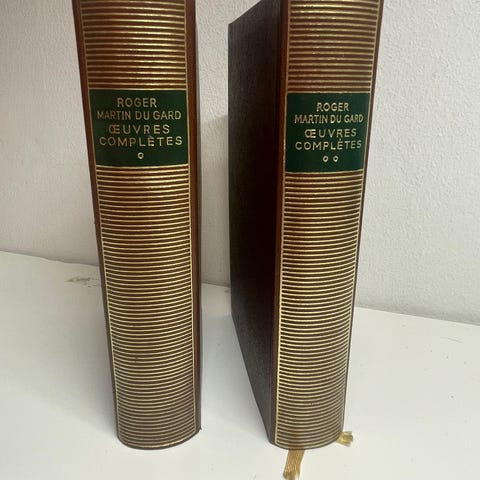 ROGER
MARTIN DU GARD
ŒUVRES
COMPLÈTES
ROGER
MARTIN DU GARD
ŒUVRES
COMPLÈTES